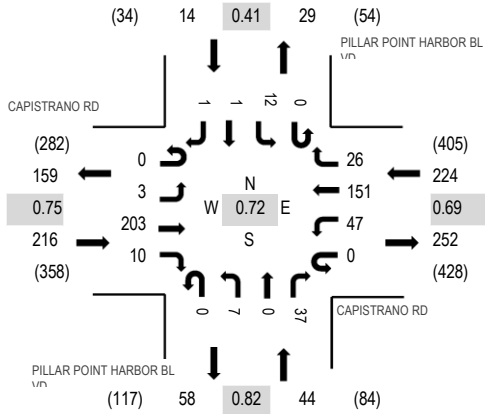 (34) 14 0.41 29 (54)
PILLAR POINT HARBOR BL
VD
CAPISTRANO RD
1 1 12 0
(282) (405)
0 26
159 224
3 N 151
0.75 W 0.72 E 0.69
203 47
216 S 252
10 0
(358) (428)
0 7 0 37
CAPISTRANO RD
PILLAR POINT HARBOR BL
VD
(117) 58 0.82 44 (84)